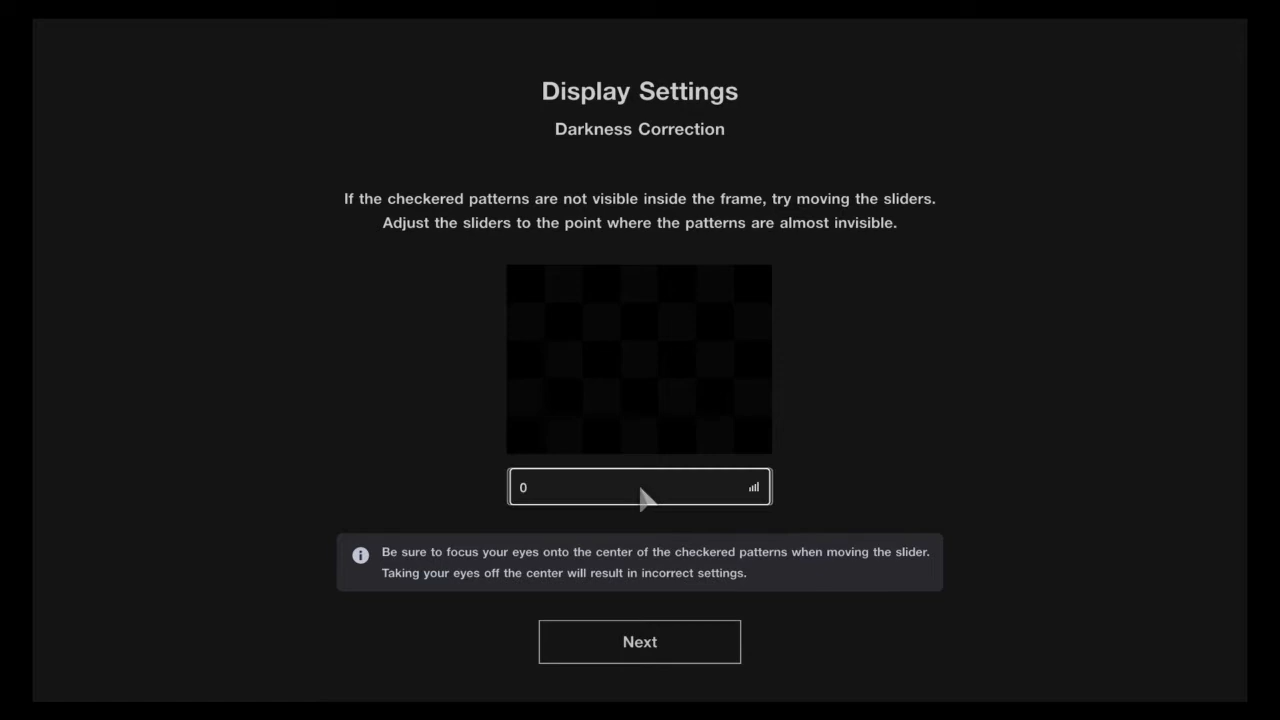 Display Settings
Darkness Correction
If the checkered patterns are not visible inside the frame, try moving the sliders.
Adjust the sliders to the point where the patterns are almost invisible.
0
Be sure to focus your eyes onto the center of the checkered patterns when moving the slider.
Taking your eyes off the center will result in incorrect settings.
Next